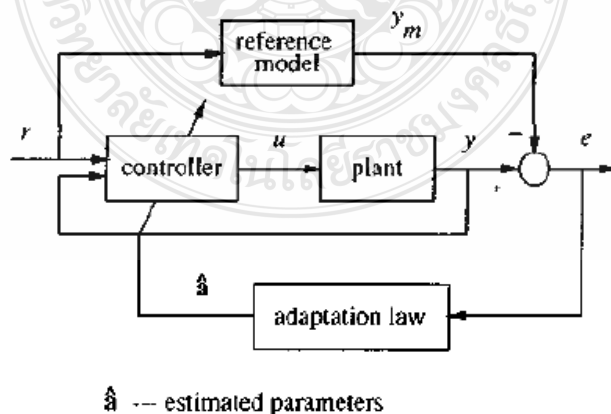 y_m
reference
model
r
controller
u
plant
y
−
+
e
â
adaptation law
â --- estimated parameters